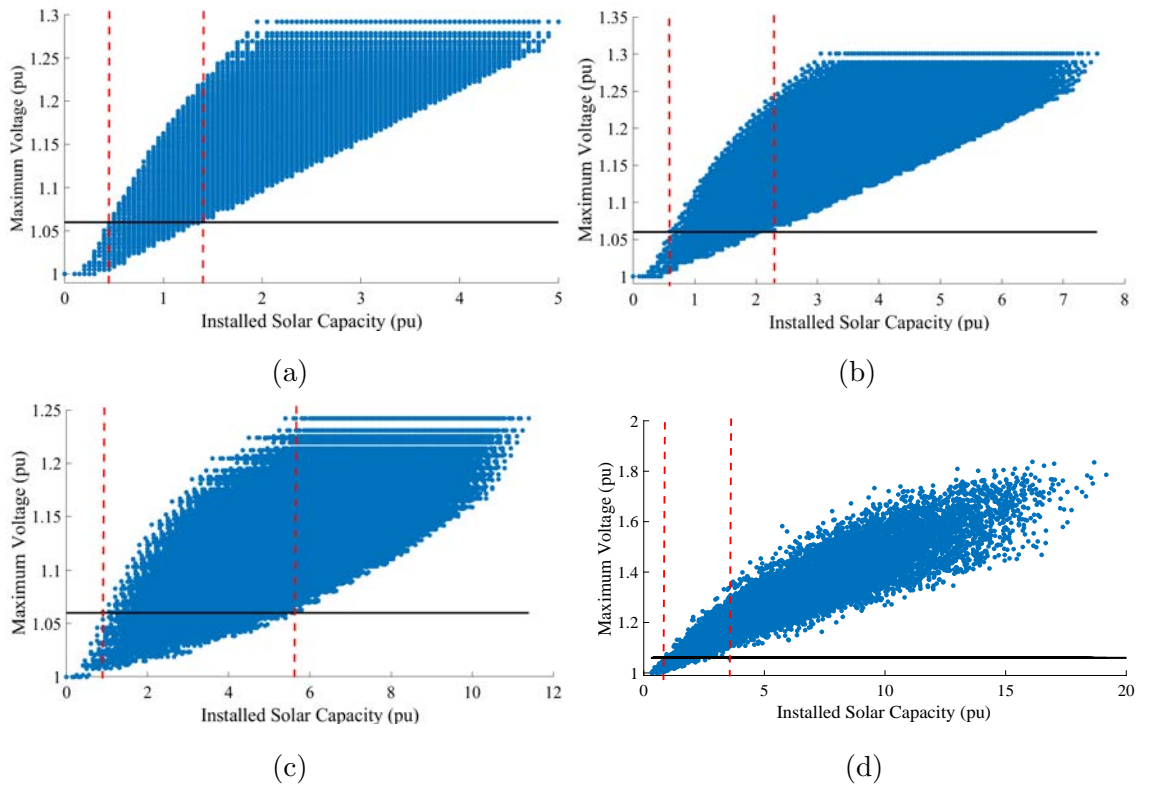 1.3
1.25
1.2
1.15
1.1
1.05
1
Maximum Voltage (pu)
0 1 2 3 4 5
Installed Solar Capacity (pu)
(a)
1.35
1.3
1.25
1.2
1.15
1.1
1.05
1
Maximum Voltage (pu)
0 1 2 3 4 5 6 7 8
Installed Solar Capacity (pu)
(b)
1.25
1.2
1.15
1.1
1.05
1
Maximum Voltage (pu)
0 2 4 6 8 10 12
Installed Solar Capacity (pu)
(c)
2
1.8
1.6
1.4
1.2
1
Maximum Voltage (pu)
0 5 10 15 20
Installed Solar Capacity (pu)
(d)